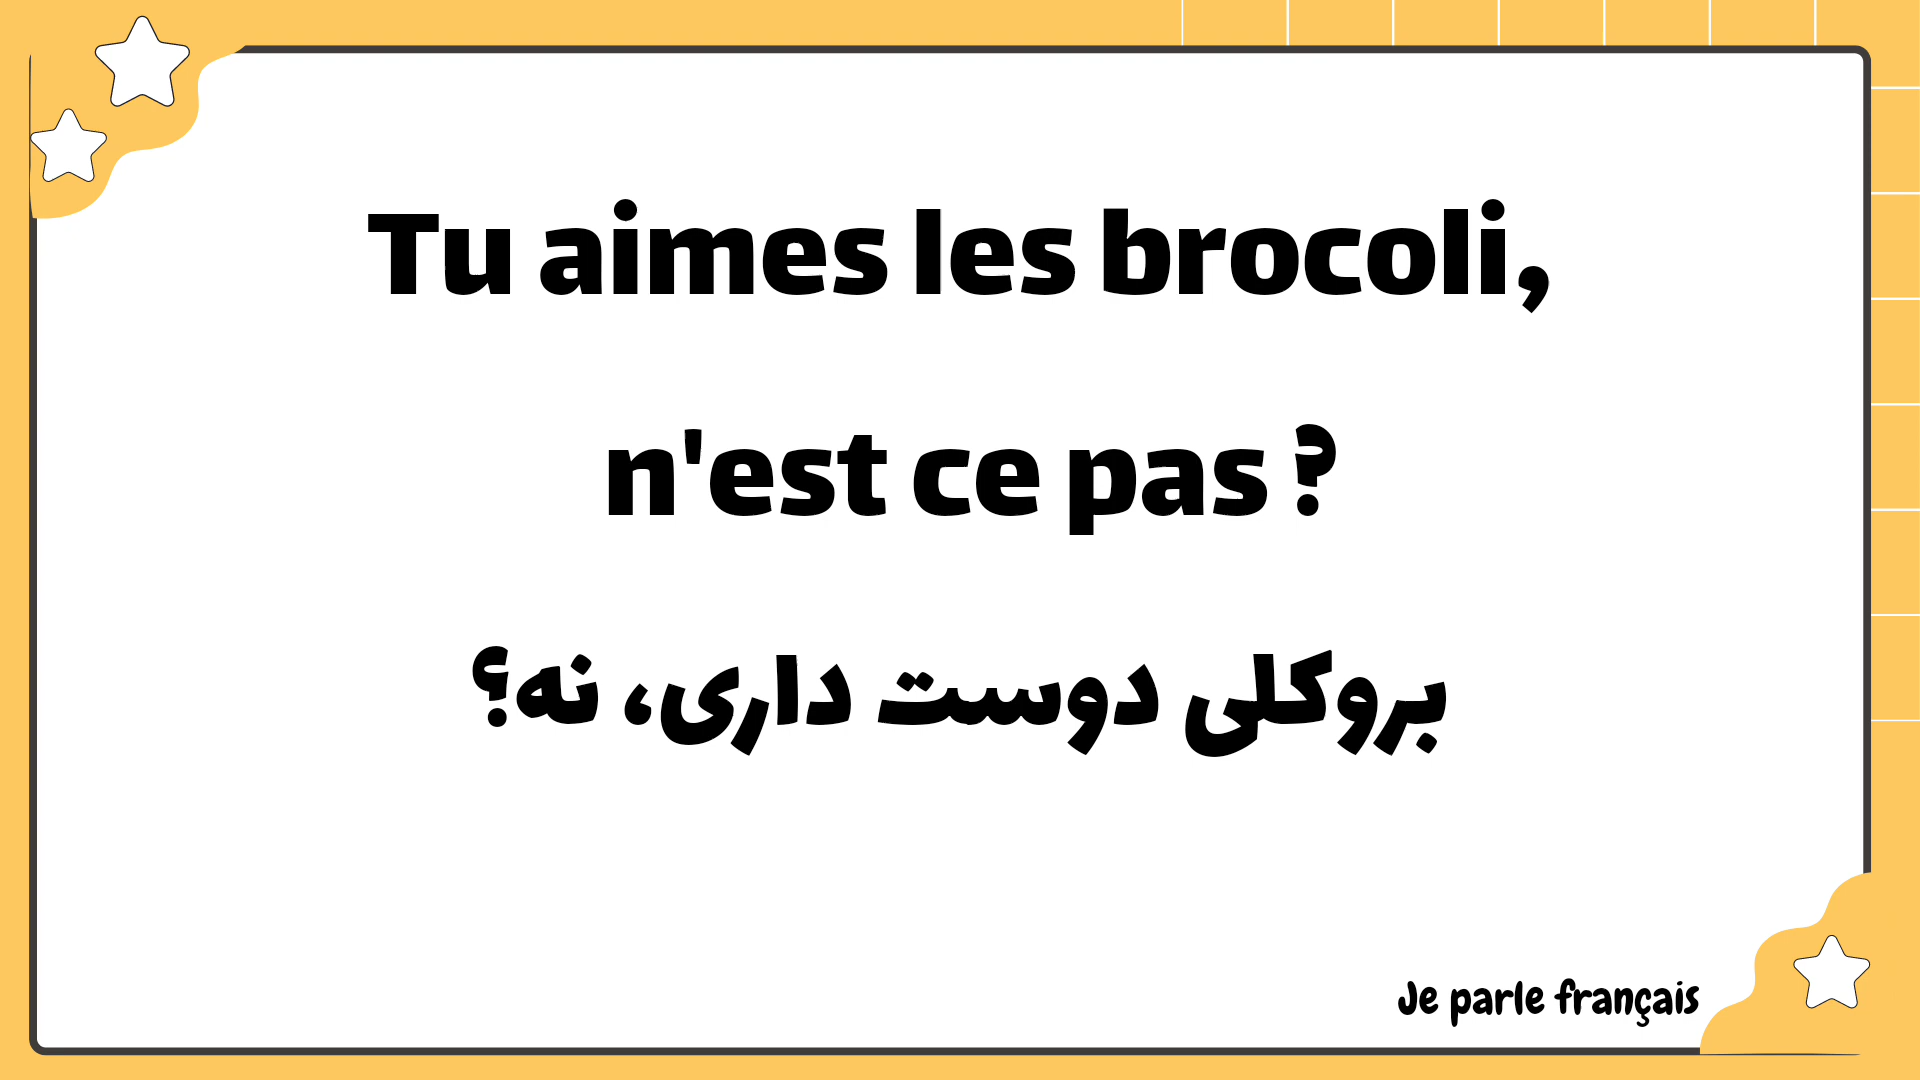 Tu aimes les brocoli,
n'est ce pas ?
بروکلی دوست داری، نه؟
Je parle français